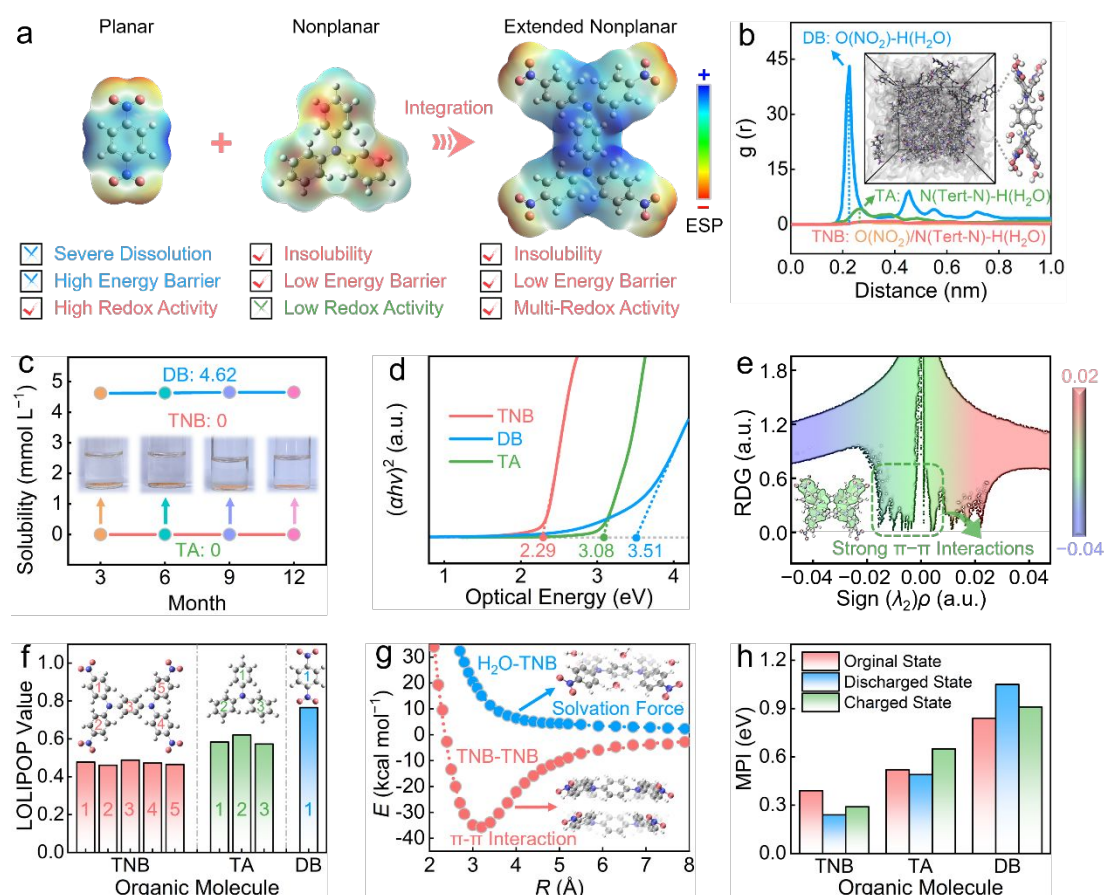 a
Planar
Nonplanar
Extended Nonplanar
+
Integration
+
−
ESP
Severe Dissolution
High Energy Barrier
High Redox Activity
Insolubility
Low Energy Barrier
Low Redox Activity
Insolubility
Low Energy Barrier
Multi-Redox Activity
b
DB: O(NO₂)-H(H₂O)
TA: N(Tert-N)-H(H₂O)
TNB: O(NO₂)/N(Tert-N)-H(H₂O)
g (r)
45
30
15
0
0.0 0.2 0.4 0.6 0.8 1.0
Distance (nm)
c
DB: 4.62
TNB: 0
TA: 0
Solubility (mmol L⁻¹)
5
4
3
2
1
0
3 6 9 12
Month
d
TNB
DB
TA
(αhv)² (a.u.)
2.29 3.08 3.51
1 2 3 4
Optical Energy (eV)
e
RDG (a.u.)
1.8
1.2
0.6
0.0
Strong π−π Interactions
−0.04 −0.02 0.00 0.02 0.04
Sign (λ₂)ρ (a.u.)
0.02
−0.04
f
LOLIPOP Value
1.0
0.8
0.6
0.4
0.2
0.0
1 2 3 4 5
1 2 3
1
1 2 3 4 5
1 2 3
1
TNB TA DB
Organic Molecule
g
H₂O-TNB
Solvation Force
TNB-TNB
π-π Interaction
E (kcal mol⁻¹)
30
20
10
0
-10
-20
-30
-40
2 3 4 5 6 7 8
R (Å)
h
Orginal State
Discharged State
Charged State
MPI (eV)
1.2
0.9
0.6
0.3
0.0
TNB TA DB
Organic Molecule